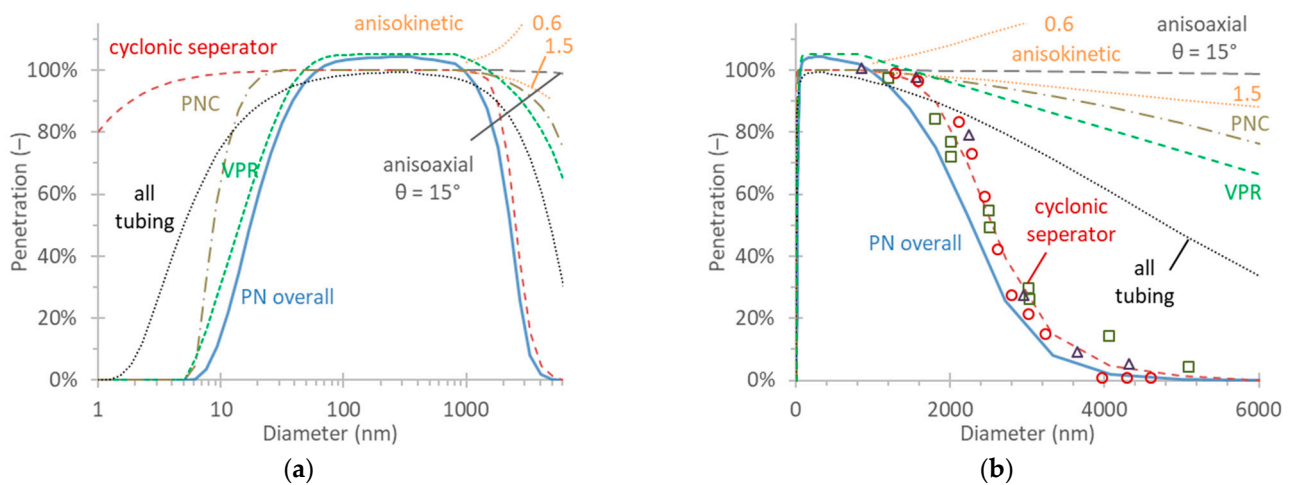 anisokinetic
0.6
1.5
cyclonic seperator
100%
80%
60%
40%
20%
0%
Penetration (–)
PNC
VPR
all
tubing
anisoaxial
θ = 15°
PN overall
1
10
100
1000
Diameter (nm)
(a)
0.6
anisokinetic
anisoaxial
θ = 15°
1.5
PNC
VPR
100%
80%
60%
40%
20%
0%
Penetration (–)
cyclonic
seperator
PN overall
all
tubing
0
2000
4000
6000
Diameter (nm)
(b)